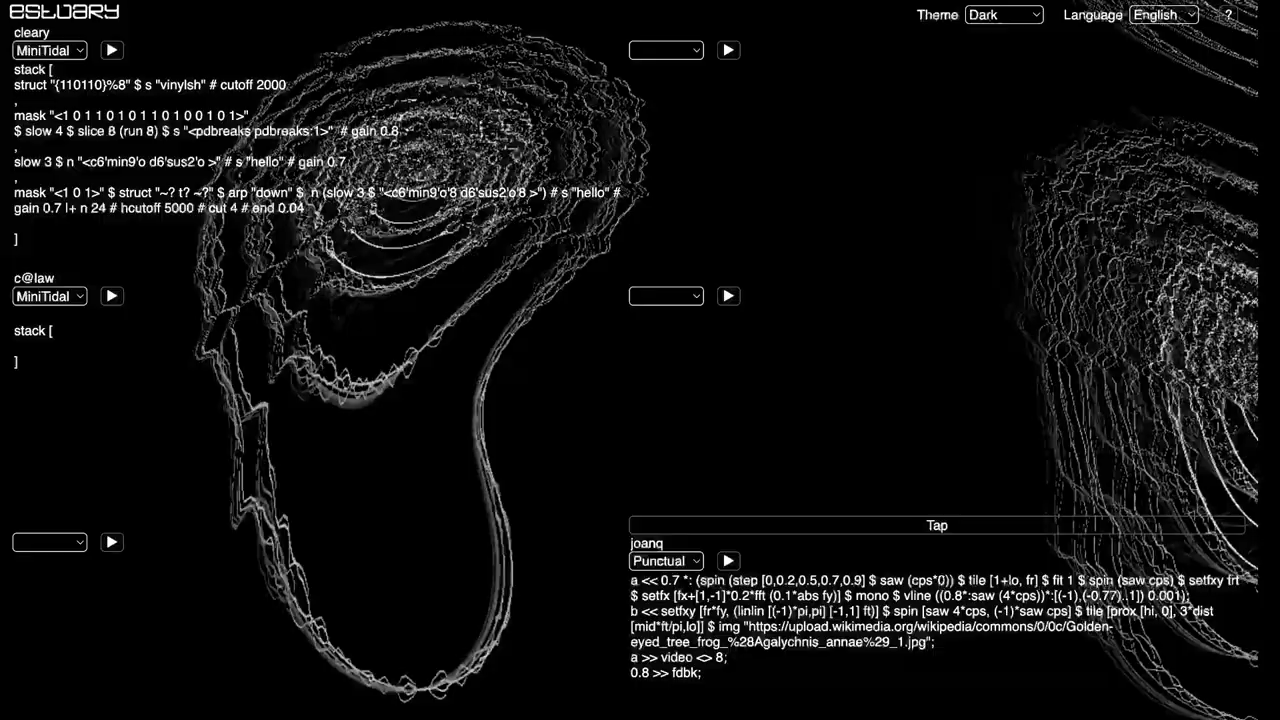 estuary
Theme Dark Language English ?
cleary
MiniTidal
stack [
struct "{110110}%8" $ s "vinylsh" # cutoff 2000
,
mask "<1 0 1 1 0 1 0 1 1 0 1 0 0 1 0 1>"
$ slow 4 $ slice 8 (run 8) $ s "<pdbreaks pdbreaks:1>" # gain 0.8
,
slow 3 $ n "<c6'min9'o d6'sus2'o >" # s "hello" # gain 0.7
,
mask "<1 0 1>" $ struct "~? t? ~?" $ arp "down" $ n (slow 3 $ "<c6'min9'o'8 d6'sus2'o'8 >") # s "hello" #
gain 0.7 |+ n 24 # hcutoff 5000 # cut 4 # end 0.04
]
c@law
MiniTidal
stack [
]
Tap
joanq
Punctual
a << 0.7 *: (spin (step [0,0.2,0.5,0.7,0.9] $ saw (cps*0)) $ tile [1+lo, fr] $ fit 1 $ spin (saw cps) $ setfxy frt
$ setfx [fx+[1,-1]*0.2*fft (0.1*abs fy)] $ mono $ vline ((0.8*:saw (4*cps))*:[(-1),(-0.77)..1]) 0.001);
b << setfxy [fr*fy, (linlin [(-1)*pi,pi] [-1,1] ft)] $ spin [saw 4*cps, (-1)*saw cps] $ tile [prox [hi, 0], 3*dist
[mid*ft/pi,lo]] $ img "https://upload.wikimedia.org/wikipedia/commons/0/0c/Golden-
eyed_tree_frog_%28Agalychnis_annae%29_1.jpg";
a >> video <> 8;
0.8 >> fdbk;